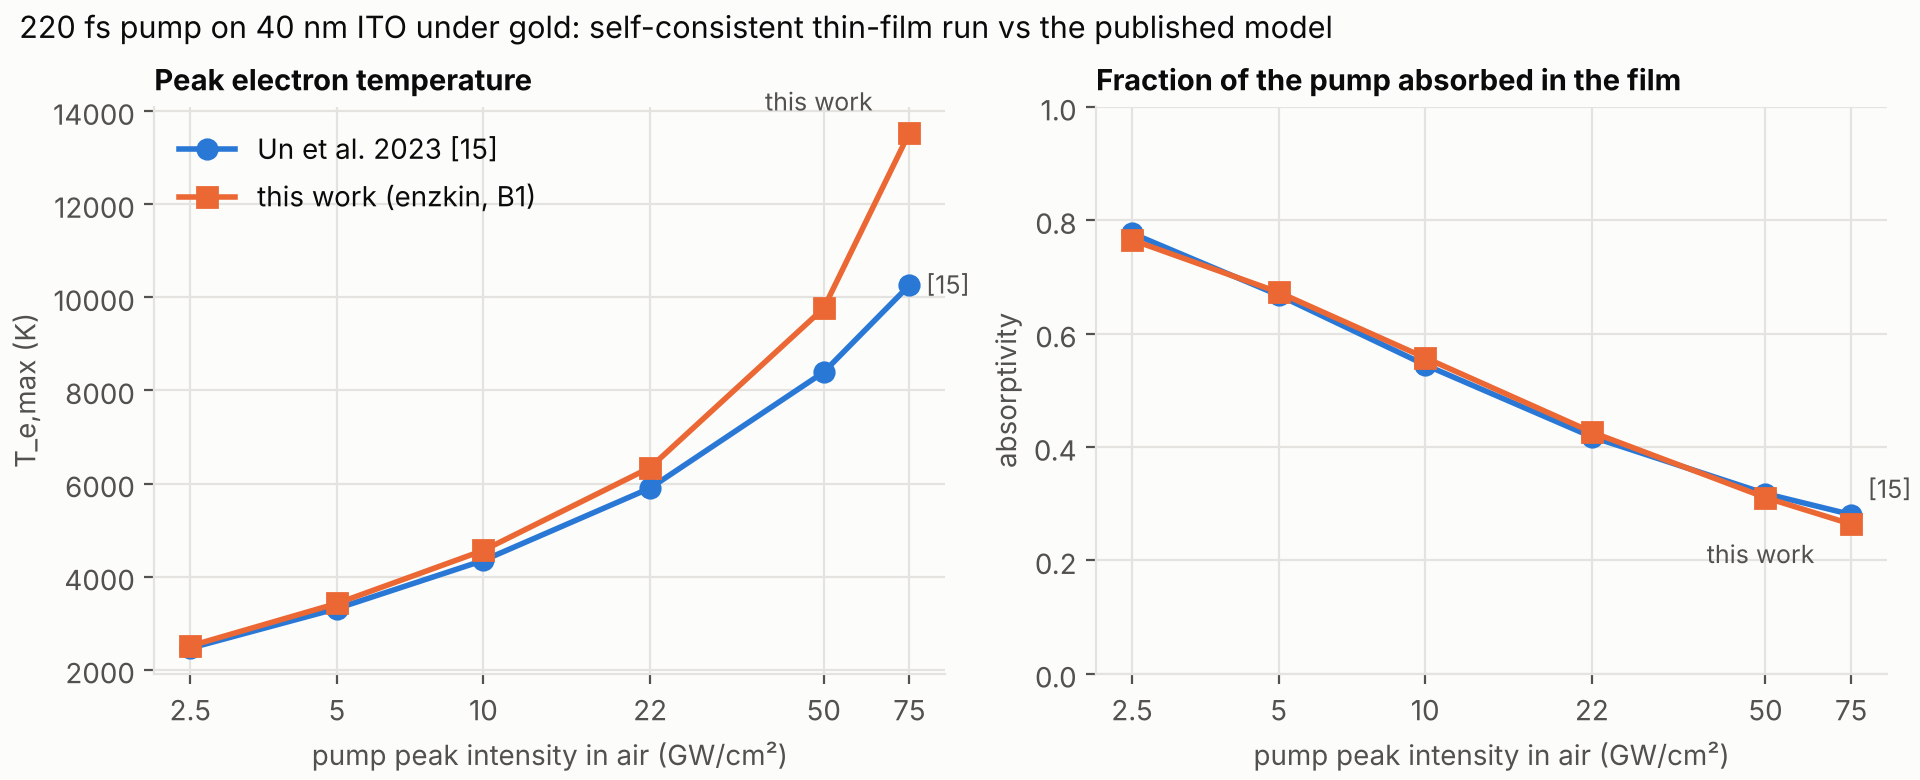 220 fs pump on 40 nm ITO under gold: self-consistent thin-film run vs the published model
Peak electron temperature
this work
14000
12000
10000
8000
6000
4000
2000
T_e,max (K)
Un et al. 2023 [15]
this work (enzkin, B1)
[15]
2.5 5 10 22 50 75
pump peak intensity in air (GW/cm²)
Fraction of the pump absorbed in the film
1.0
0.8
0.6
0.4
0.2
0.0
absorptivity
[15]
this work
2.5 5 10 22 50 75
pump peak intensity in air (GW/cm²)